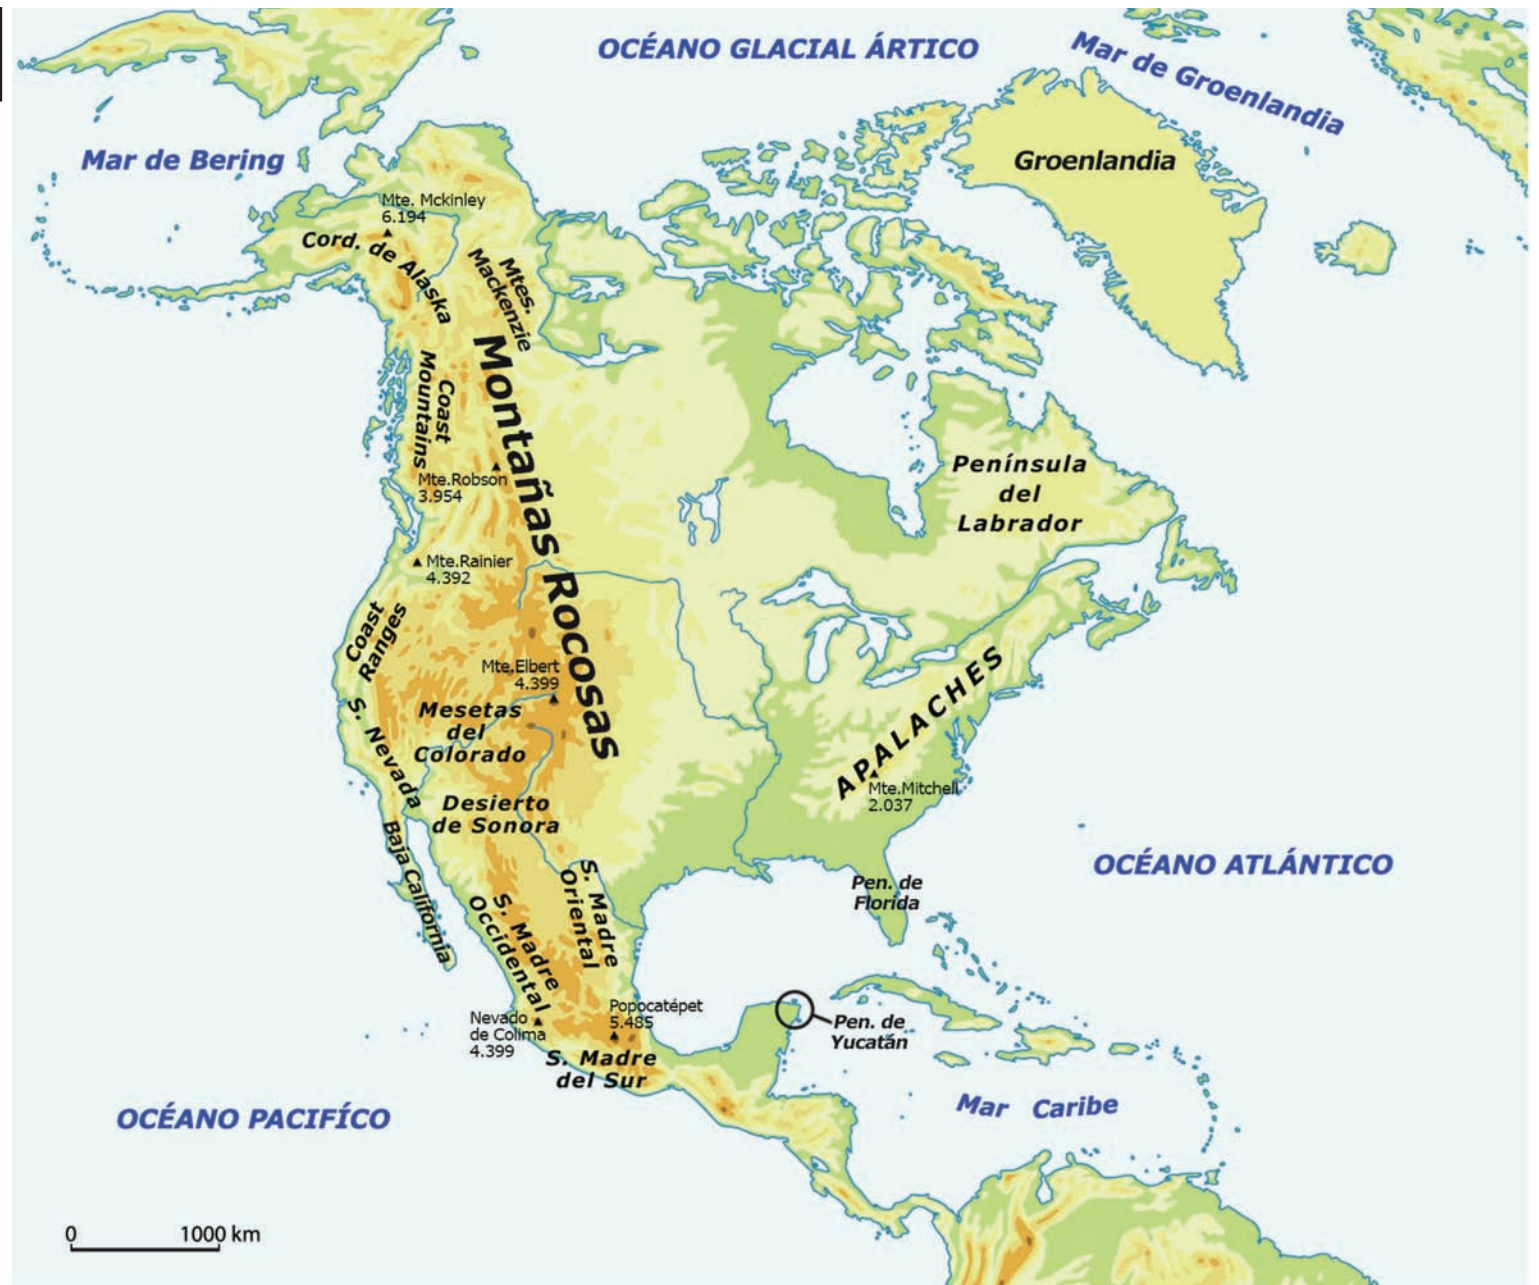 OCÉANO GLACIAL ÁRTICO
Mar de Groenlandia
Mar de Bering
Groenlandia
Mte. Mckinley
6.194
Cord. de Alaska
Mtes.
Mackenzie
Montañas Rocosas
Coast
Mountains
Península
del
Labrador
Mte.Robson
3.954
Mte.Rainier
4.392
Coast
Ranges
Mte.Elbert
4.399
APALACHES
Mesetas
del
Colorado
S. Nevada
Mte.Mitchell
2.037
Desierto
de Sonora
Baja California
OCÉANO ATLÁNTICO
S. Madre
Oriental
Pen. de
Florida
S. Madre
Occidental
Popocatépet
5.485
Nevado
de Colima
4.399
Pen. de
Yucatán
S. Madre
del Sur
OCÉANO PACIFÍCO
Mar Caribe
0 1000 km